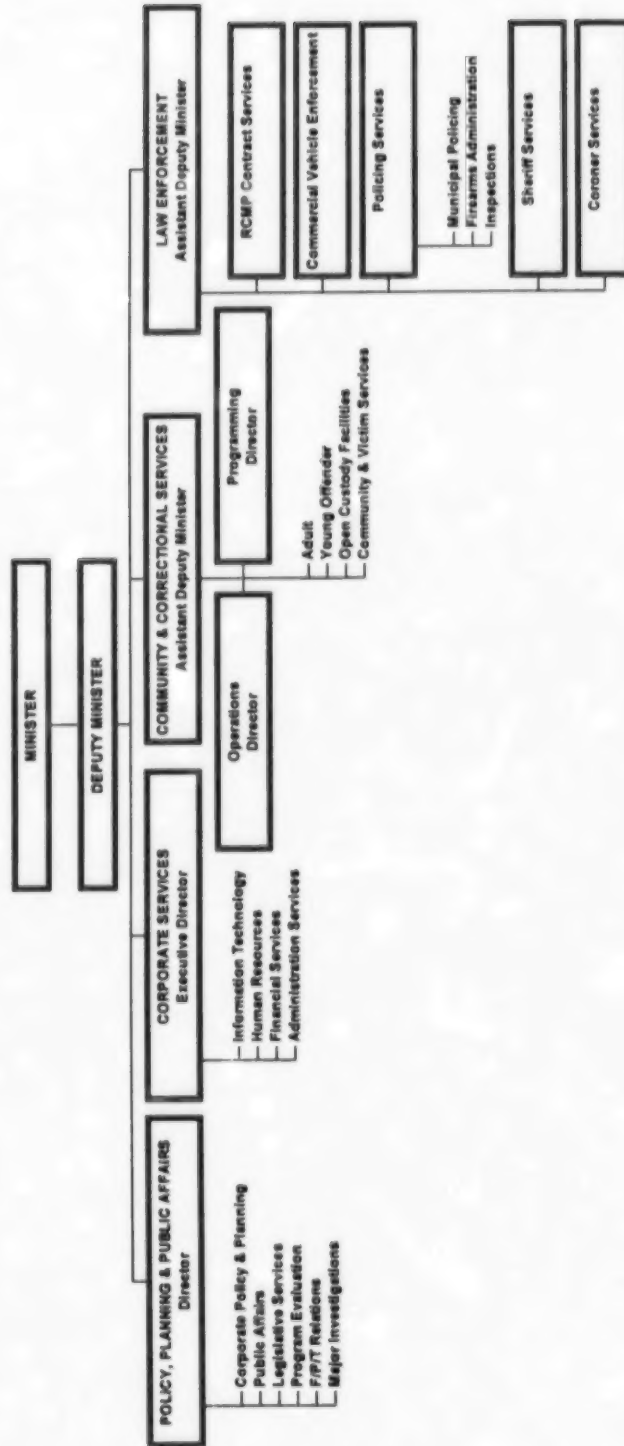 MINISTER
DEPUTY MINISTER
POLICY, PLANNING & PUBLIC AFFAIRS
Director
Corporate Policy & Planning
Public Affairs
Legislative Services
Program Evaluation
F/P/T Relations
Major Investigations
CORPORATE SERVICES
Executive Director
Information Technology
Human Resources
Financial Services
Administration Services
COMMUNITY & CORRECTIONAL SERVICES
Assistant Deputy Minister
Operations
Director
Programming
Director
Adult
Young Offender
Open Custody Facilities
Community & Victim Services
LAW ENFORCEMENT
Assistant Deputy Minister
RCMP Contract Services
Commercial Vehicle Enforcement
Policing Services
Municipal Policing
Firearms Administration
Inspections
Sheriff Services
Coroner Services